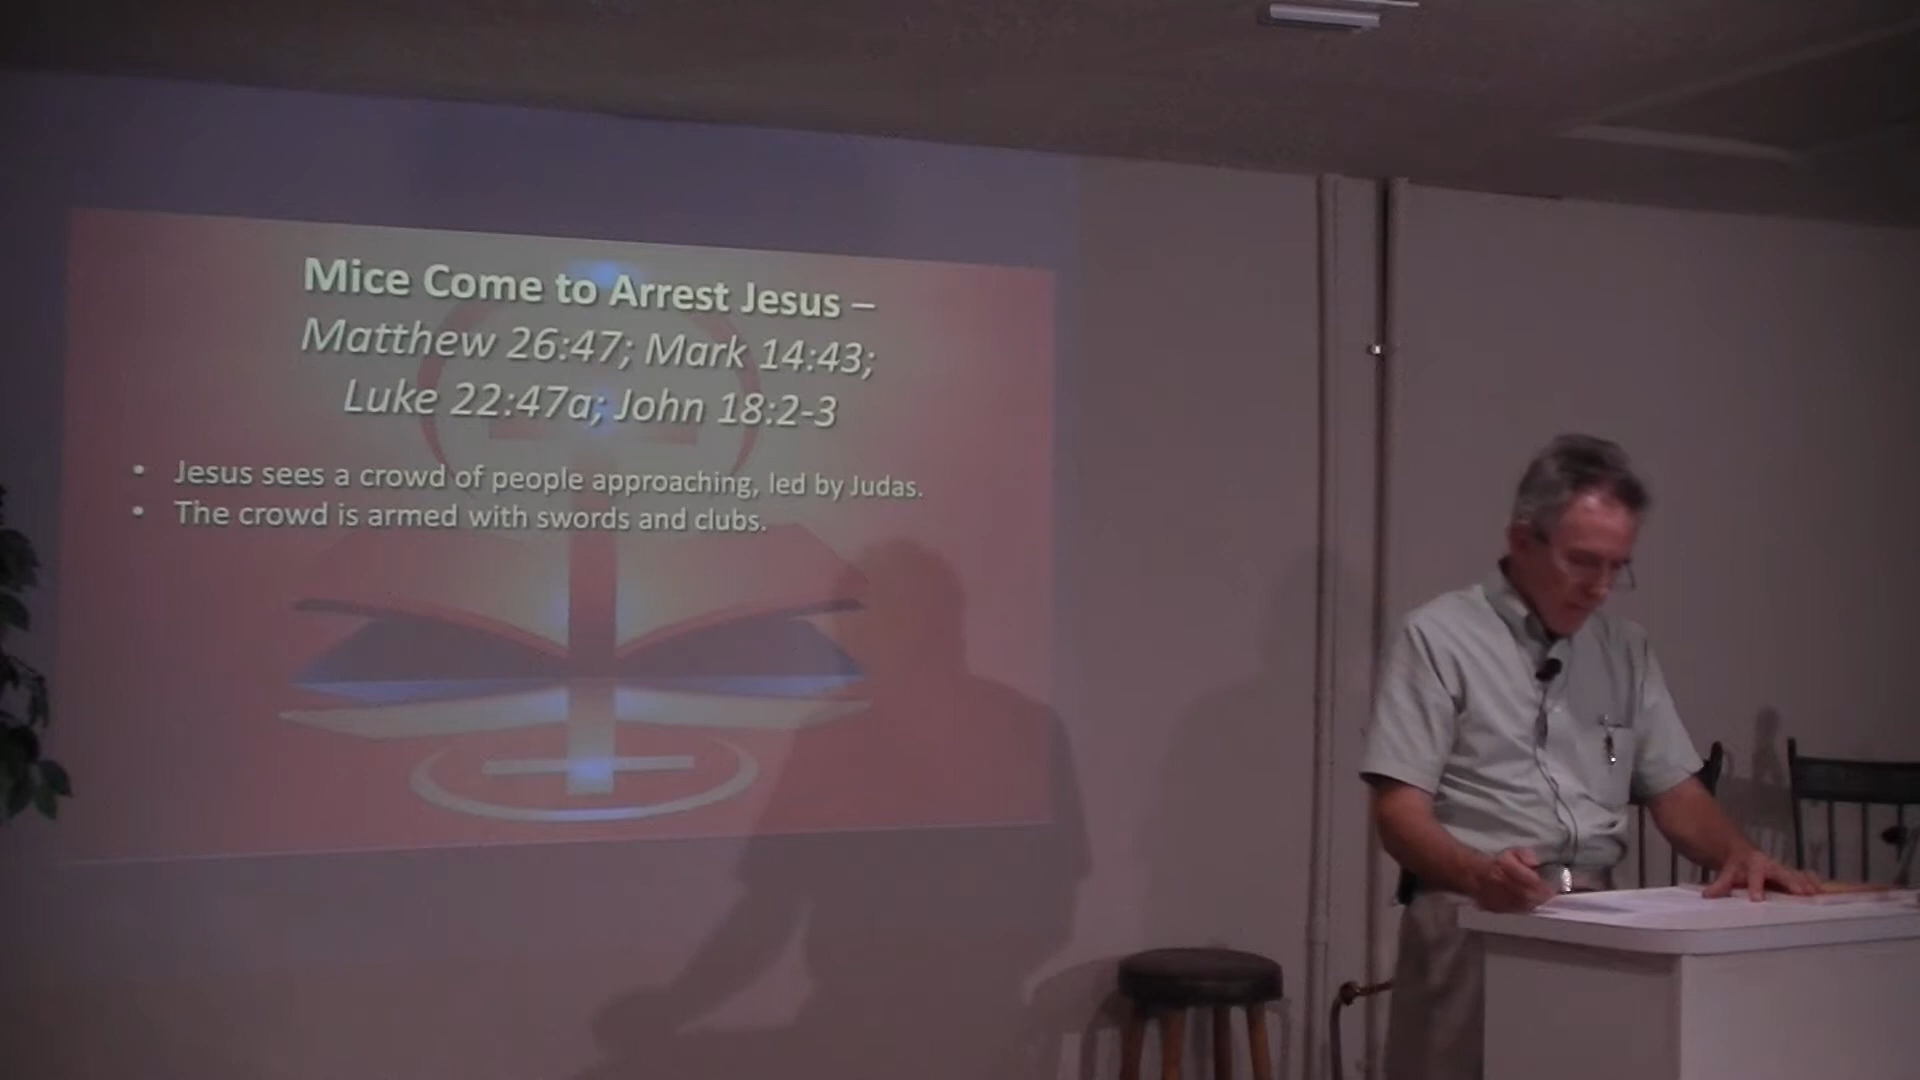 Mice Come to Arrest Jesus –
Matthew 26:47; Mark 14:43;
Luke 22:47a; John 18:2-3
• Jesus sees a crowd of people approaching, led by Judas.
• The crowd is armed with swords and clubs.